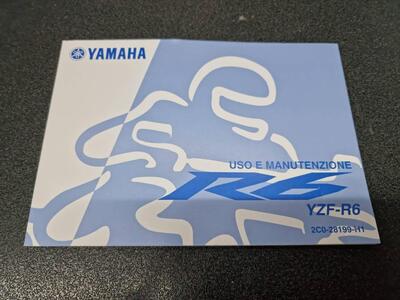 YAMAHA
USO E MANUTENZIONE
R6
YZF-R6
2C0-28199-H1